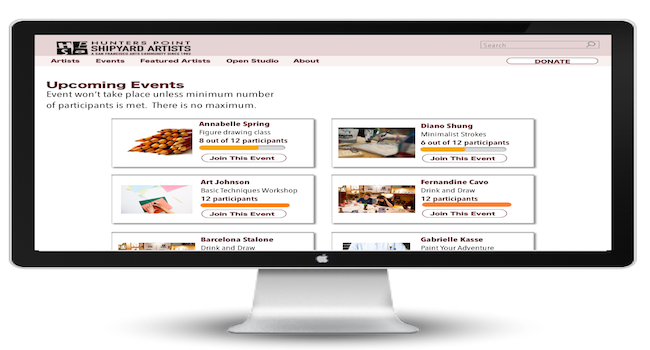 HUNTERS POINT
SHIPYARD ARTISTS
A SAN FRANCISCO ARTS COMMUNITY SINCE 1983
Search
Artists Events Featured Artists Open Studio About DONATE
Upcoming Events
Event won't take place unless minimum number
of participants is met. There is no maximum.
Annabelle Spring
Figure drawing class
8 out of 12 participants
Join This Event
Diano Shung
Minimalist Strokes
6 out of 12 participants
Join This Event
Art Johnson
Basic Techniques Workshop
12 participants
Join This Event
Fernandine Cavo
Drink and Draw
12 participants
Join This Event
Barcelona Stalone
Drink and Draw
Gabrielle Kasse
Paint Your Adventure